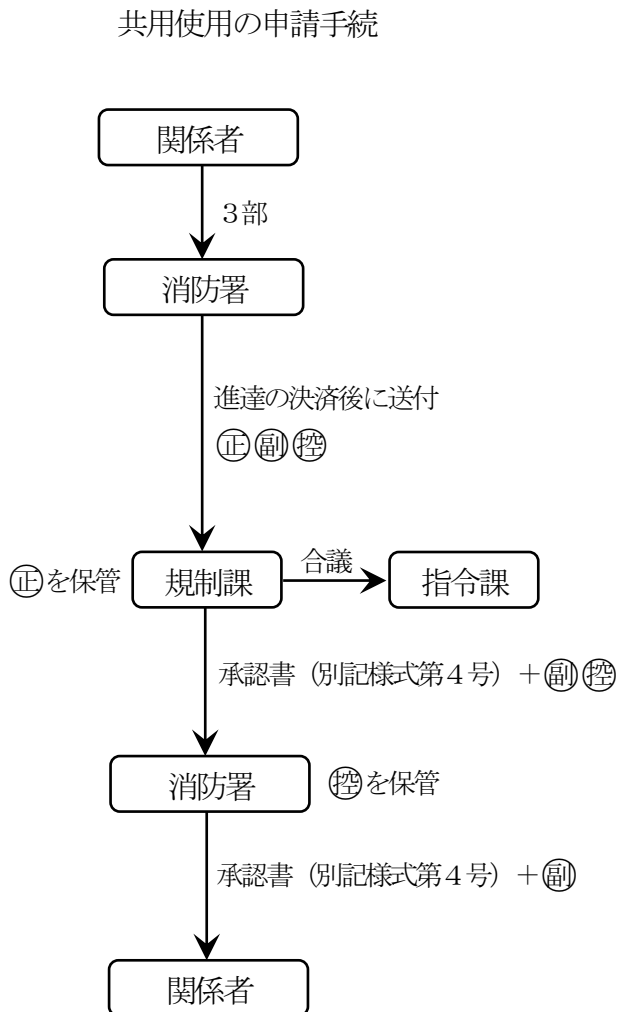 共用使用の申請手続
関係者
３部
消防署
進達の決済後に送付
㊣副控
正を保管
規制課
合議
指令課
承認書（別記様式第４号）＋副控
消防署
控を保管
承認書（別記様式第４号）＋副
関係者